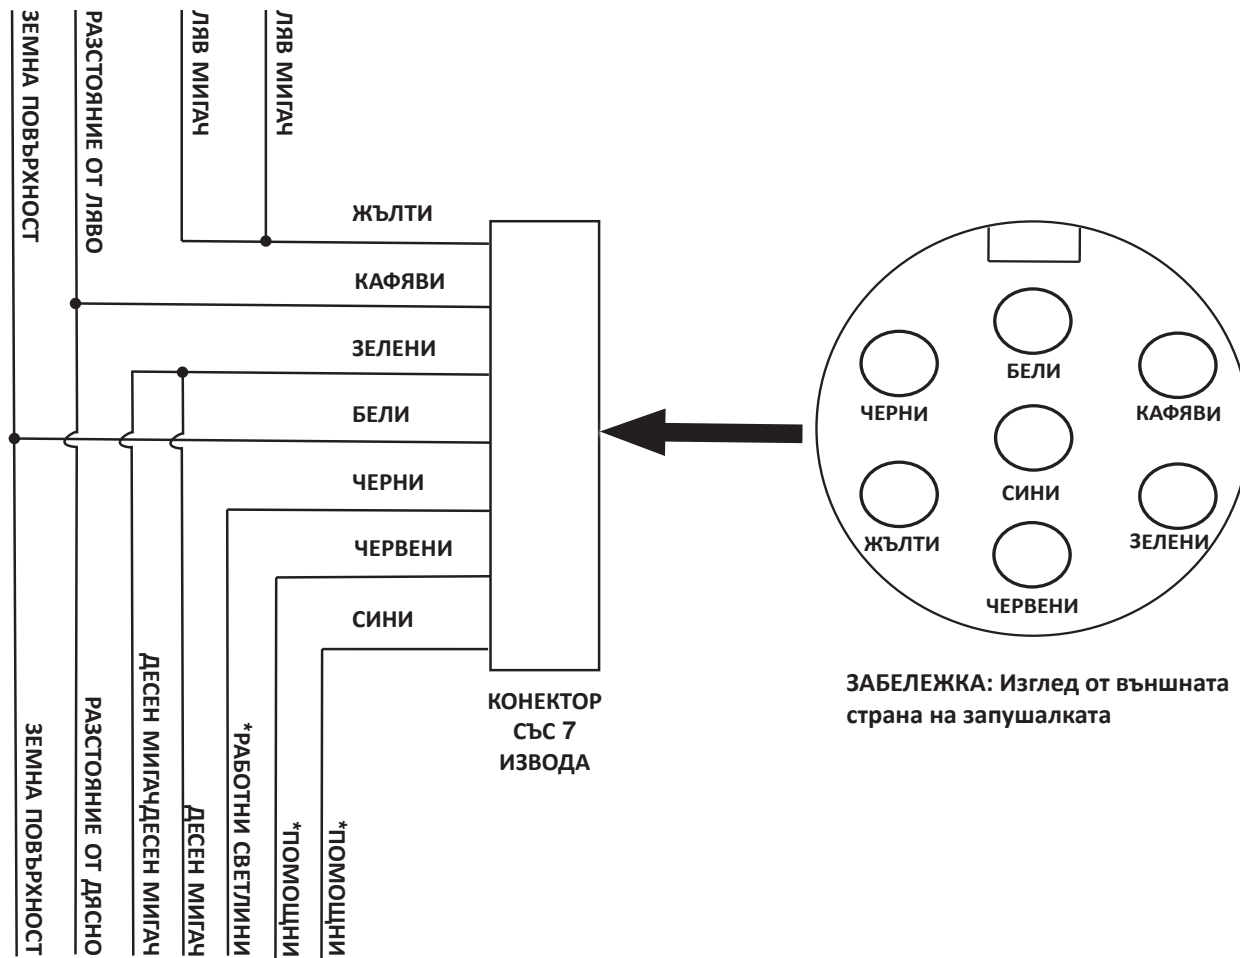 ЗЕМНА ПОВЪРХНОСТ
РАЗСТОЯНИЕ ОТ ЛЯВО
ЛЯВ МИГАЧ
ЛЯВ МИГАЧ
ЖЪЛТИ
КАФЯВИ
ЗЕЛЕНИ
БЕЛИ
ЧЕРНИ
ЧЕРВЕНИ
СИНИ
КОНЕКТОР
СЪС 7
ИЗВОДА
ЗЕМНА ПОВЪРХНОСТ
РАЗСТОЯНИЕ ОТ ДЯСНО
ДЕСЕН МИГАЧДЕСЕН МИГАЧ
ДЕСЕН МИГАЧ
*РАБОТНИ СВЕТЛИНИ
*ПОМОЩНИ
*ПОМОЩНИ
БЕЛИ
ЧЕРНИ
КАФЯВИ
СИНИ
ЖЪЛТИ
ЗЕЛЕНИ
ЧЕРВЕНИ
ЗАБЕЛЕЖКА: Изглед от външната
страна на запушалката